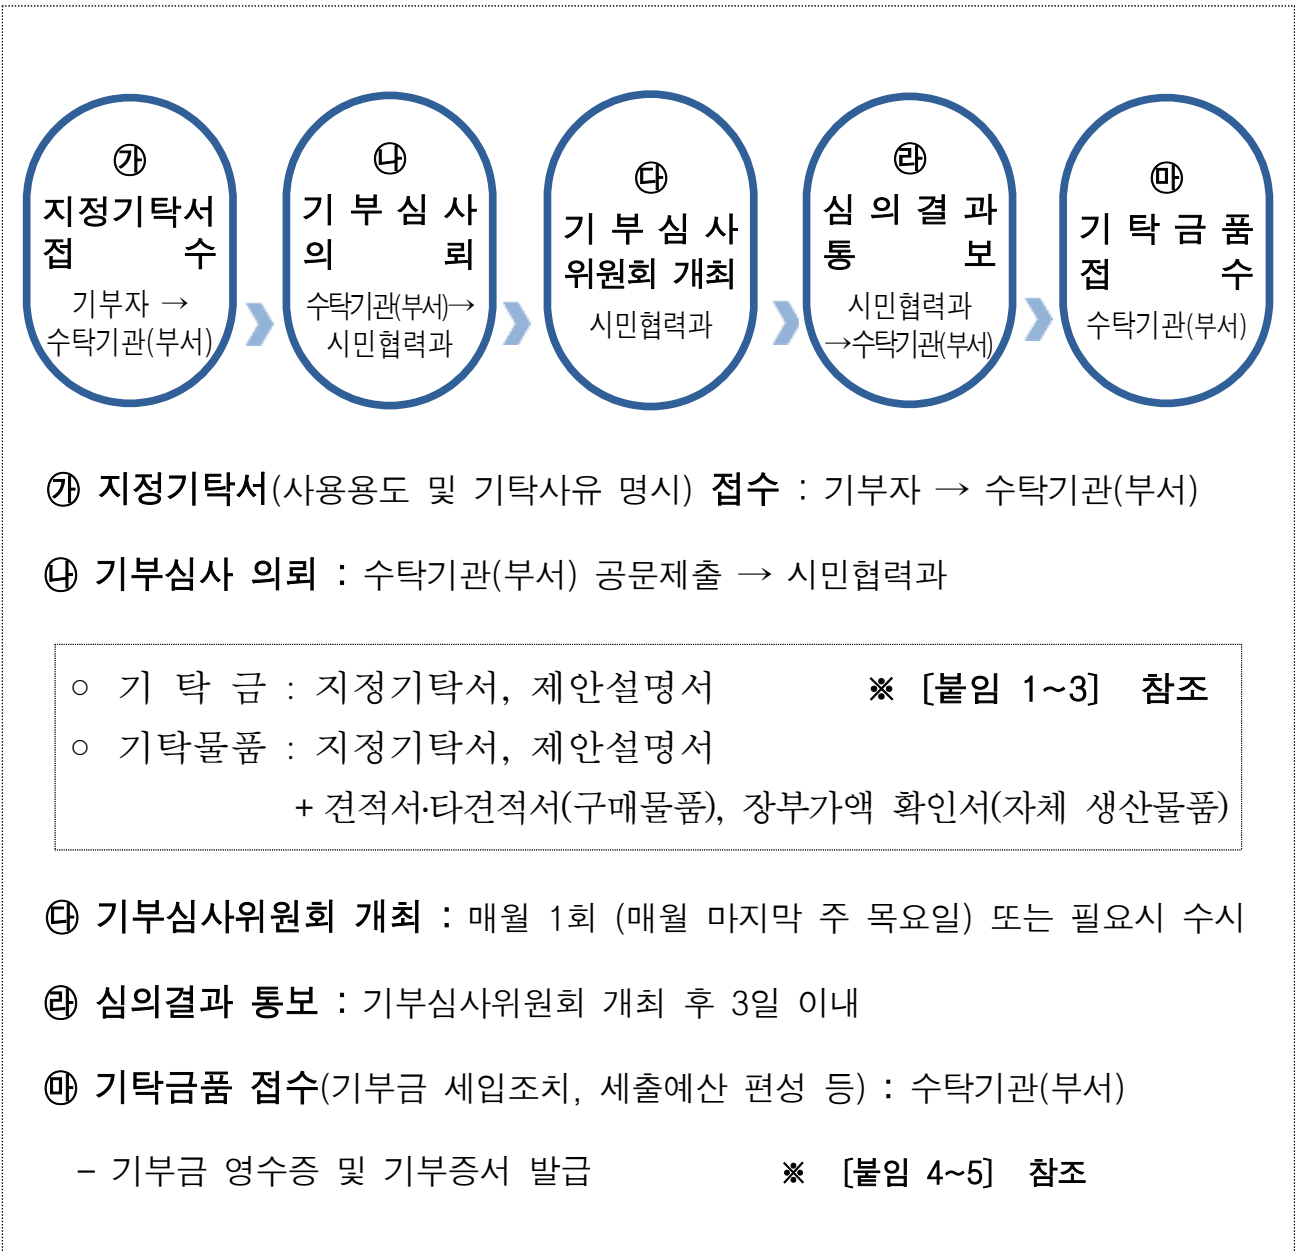 ㉮
지정기탁서
접 수
기부자 →
수탁기관(부서)
㉯
기 부 심 사
의 뢰
수탁기관(부서)→
시민협력과
㉰
기 부 심 사
위원회 개최
시민협력과
㉱
심 의 결 과
통 보
시민협력과
→수탁기관(부서)
㉲
기 탁 금 품
접 수
수탁기관(부서)
㉮ 지정기탁서(사용용도 및 기탁사유 명시) 접수 : 기부자 → 수탁기관(부서)
㉯ 기부심사 의뢰 : 수탁기관(부서) 공문제출 → 시민협력과
○ 기 탁 금 : 지정기탁서, 제안설명서 ※ [붙임 1~3] 참조
○ 기탁물품 : 지정기탁서, 제안설명서
+ 견적서·타견적서(구매물품), 장부가액 확인서(자체 생산물품)
㉰ 기부심사위원회 개최 : 매월 1회 (매월 마지막 주 목요일) 또는 필요시 수시
㉱ 심의결과 통보 : 기부심사위원회 개최 후 3일 이내
㉲ 기탁금품 접수(기부금 세입조치, 세출예산 편성 등) : 수탁기관(부서)
- 기부금 영수증 및 기부증서 발급 ※ [붙임 4~5] 참조